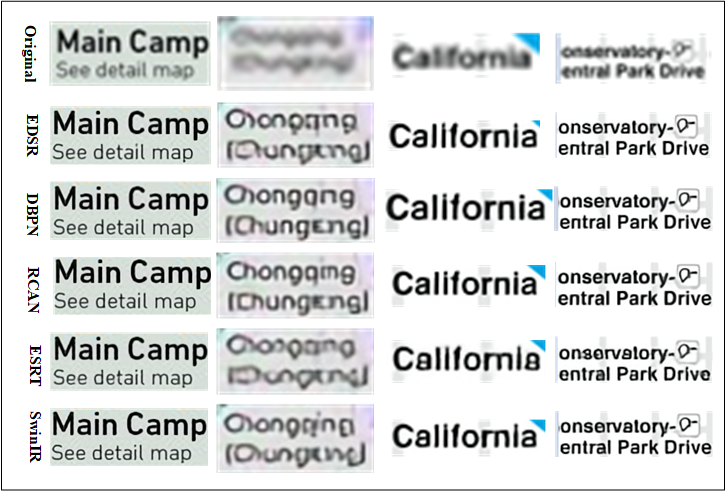 Original
Main Camp
See detail map
California
onservatory-
entral Park Drive
EDSR
Main Camp
See detail map
California
onservatory-
entral Park Drive
DBPN
Main Camp
See detail map
California
onservatory-
entral Park Drive
RCAN
Main Camp
See detail map
Chongqing
California
onservatory-
entral Park Drive
ESRT
Main Camp
See detail map
California
onservatory-
entral Park Drive
SwinIR
Main Camp
See detail map
Chongqing
California
onservatory-
entral Park Drive